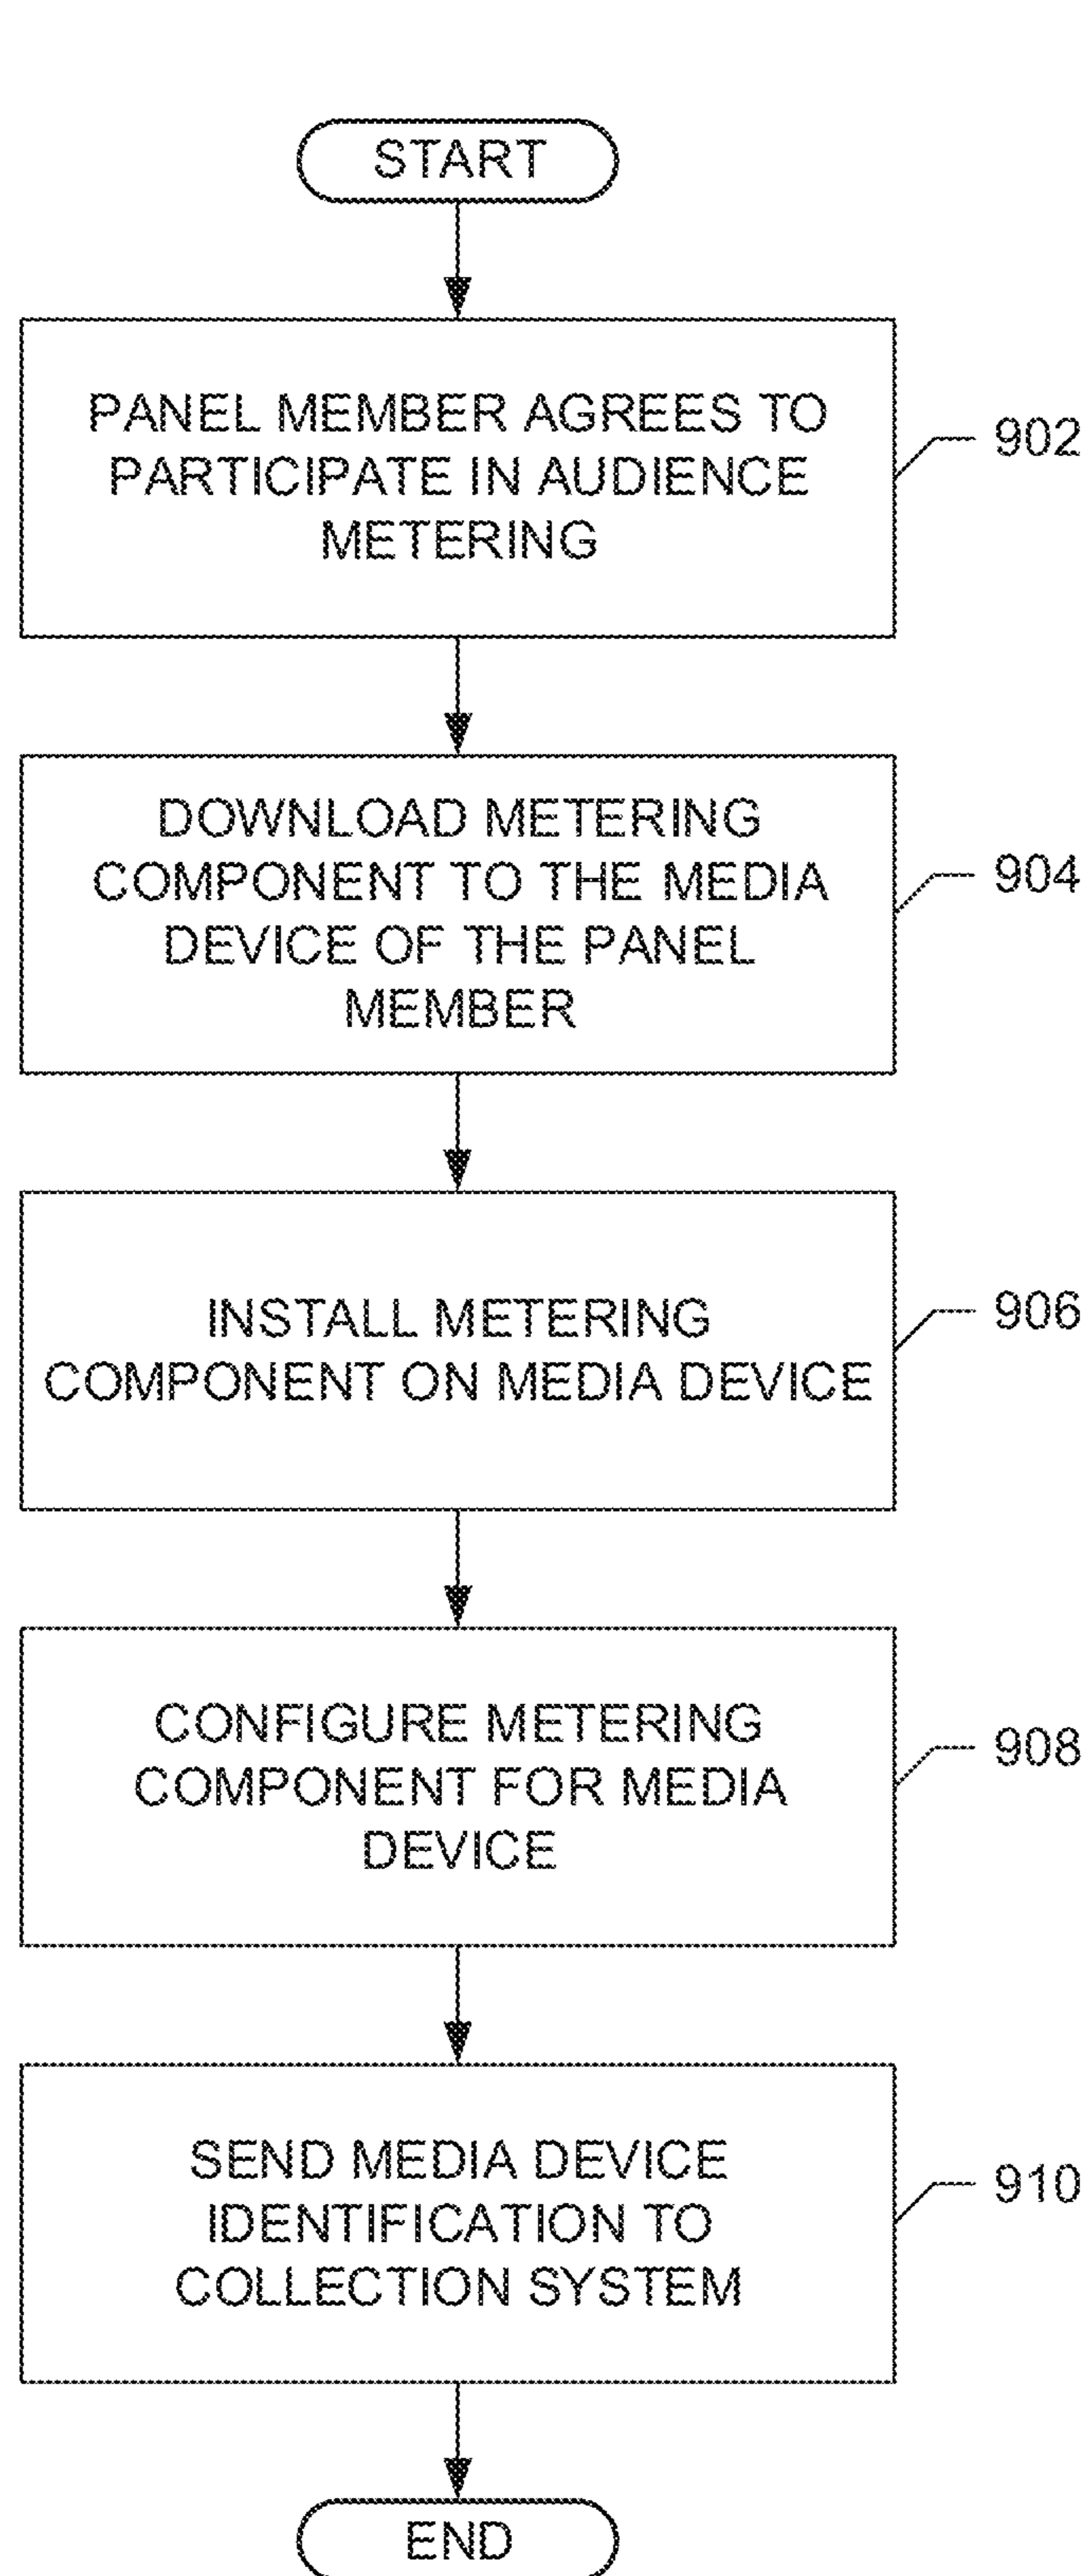 START
PANEL MEMBER AGREES TO
PARTICIPATE IN AUDIENCE
METERING
902
DOWNLOAD METERING
COMPONENT TO THE MEDIA
DEVICE OF THE PANEL
MEMBER
904
INSTALL METERING
COMPONENT ON MEDIA DEVICE
906
CONFIGURE METERING
COMPONENT FOR MEDIA
DEVICE
908
SEND MEDIA DEVICE
IDENTIFICATION TO
COLLECTION SYSTEM
910
END